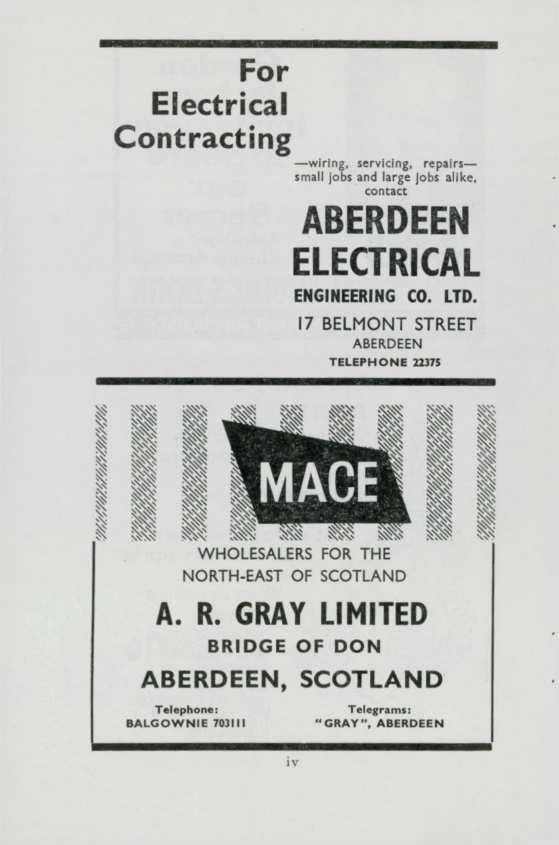 For
Electrical
Contracting
—wiring, servicing, repairs—
small jobs and large jobs alike,
contact
ABERDEEN
ELECTRICAL
ENGINEERING CO. LTD.
17 BELMONT STREET
ABERDEEN
TELEPHONE 22375
MACE
WHOLESALERS FOR THE
NORTH-EAST OF SCOTLAND
A. R. GRAY LIMITED
BRIDGE OF DON
ABERDEEN, SCOTLAND
Telephone: Telegrams:
BALGOWNIE 703111 "GRAY", ABERDEEN
iv